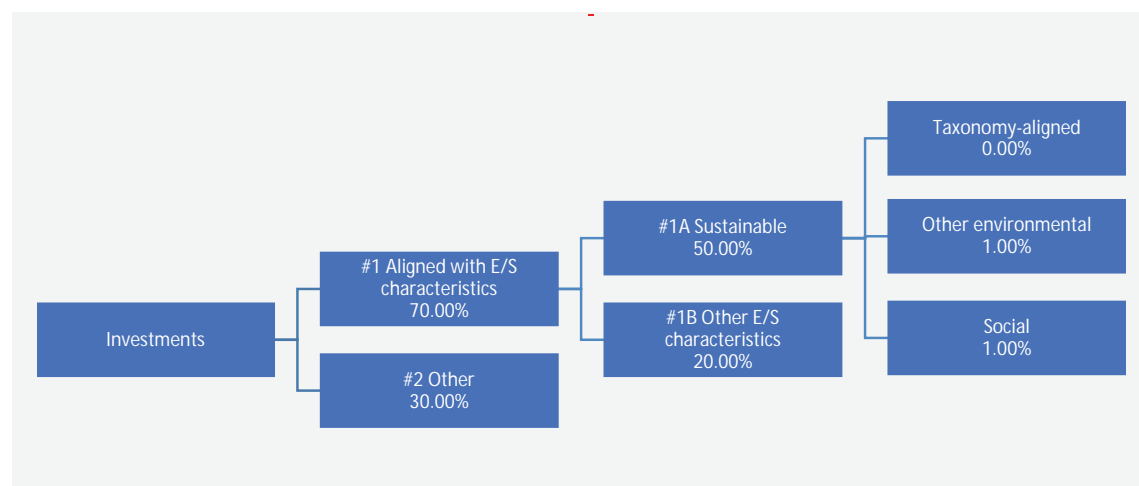 Investments
#1 Aligned with E/S
characteristics
70.00%
#2 Other
30.00%
#1A Sustainable
50.00%
#1B Other E/S
characteristics
20.00%
Taxonomy-aligned
0.00%
Other environmental
1.00%
Social
1.00%